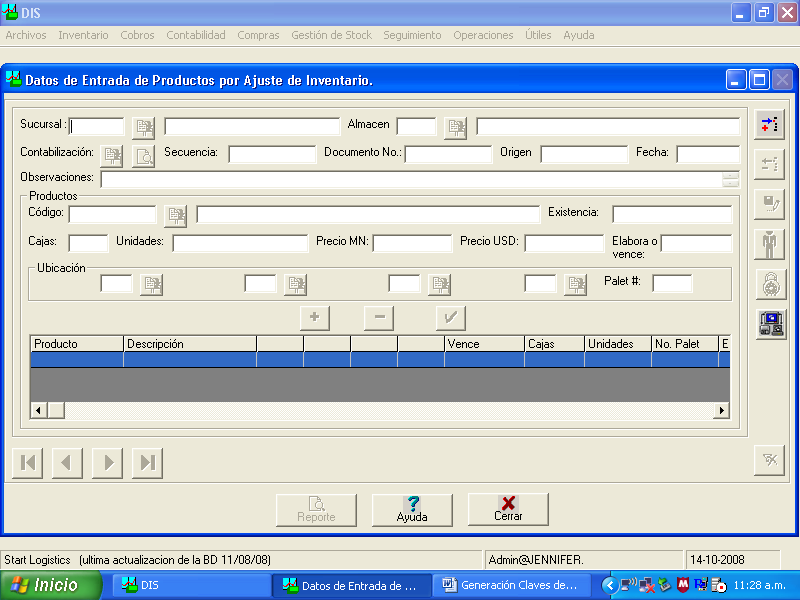 DIS
Archivos Inventario Cobros Contabilidad Compras Gestión de Stock Seguimiento Operaciones Útiles Ayuda
Datos de Entrada de Productos por Ajuste de Inventario.
Sucursal : Almacen
Contabilización: Secuencia: Documento No.: Origen Fecha:
Observaciones:
Productos
Código: Existencia:
Cajas: Unidades: Precio MN: Precio USD: Elabora o
vence:
Ubicación
Palet #:
Producto Descripción Vence Cajas Unidades No. Palet E
Reporte Ayuda Cerrar
Start Logistics (ultima actualizacion de la BD 11/08/08) Admin@JENNIFER. 14-10-2008
Inicio DIS Datos de Entrada de ... Generación Claves de... 11:28 a.m.